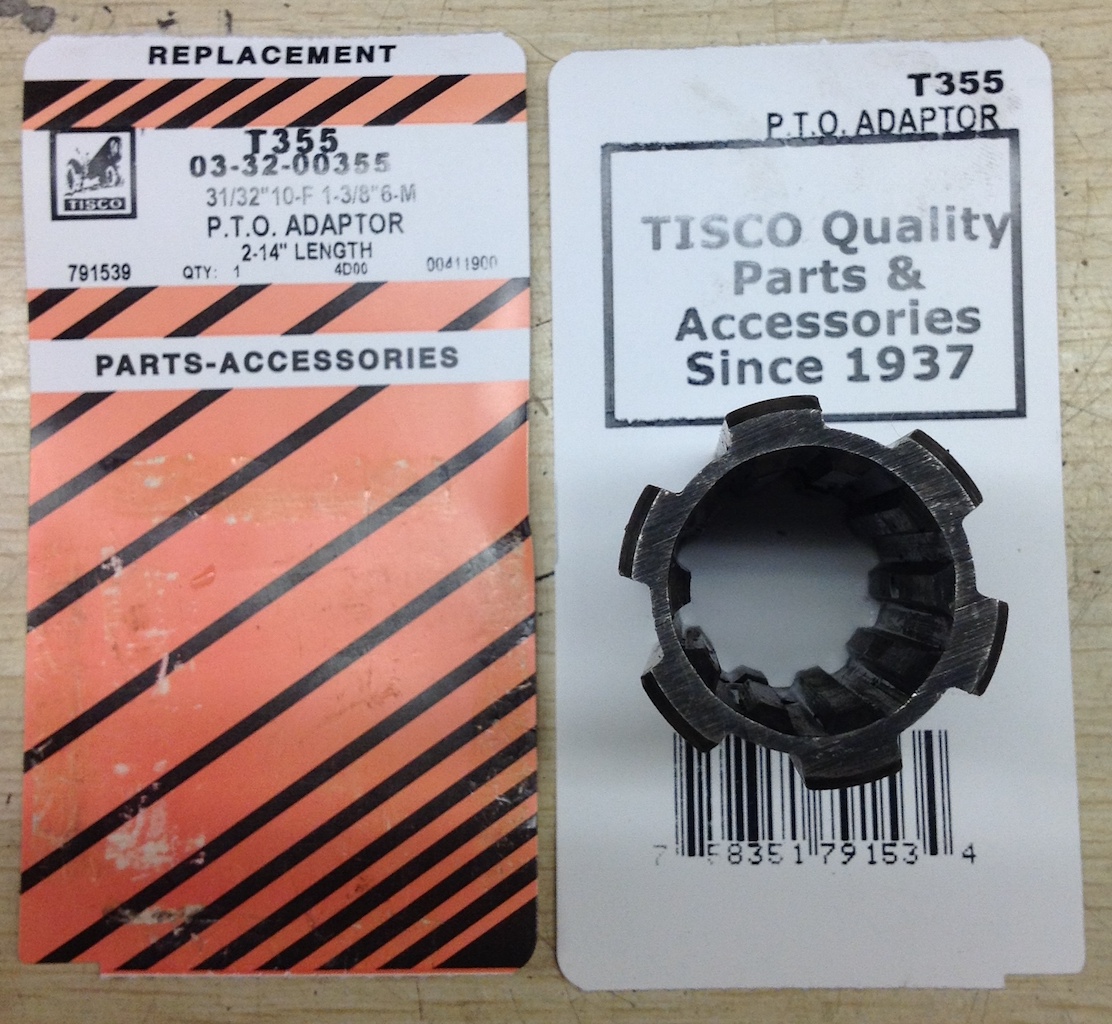 REPLACEMENT
T355
03-32-00355
31/32"10-F 1-3/8"6-M
TISCO
P.T.O. ADAPTOR
2-14" LENGTH
791539 QTY: 1 4D00 00411900
PARTS-ACCESSORIES
T355
P.T.O. ADAPTOR
TISCO Quality
Parts &
Accessories
Since 1937
7 58351 79153 4